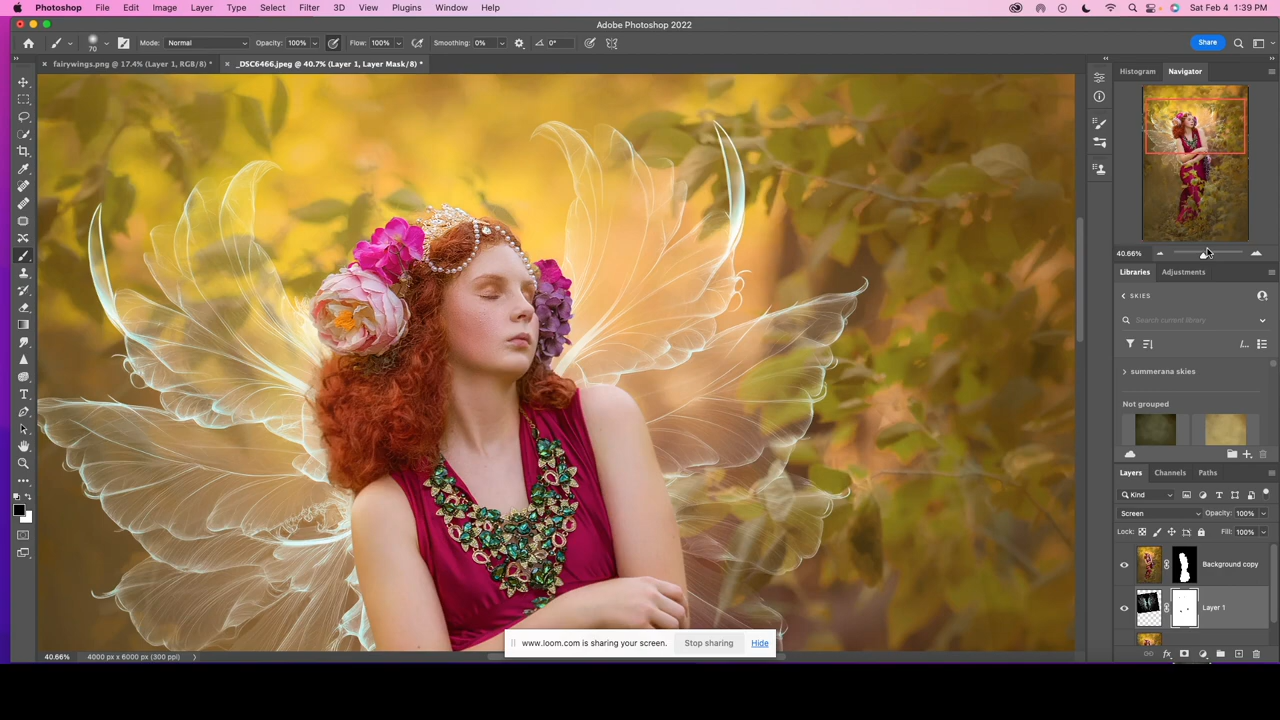 Photoshop File Edit Image Layer Type Select Filter 3D View Plugins Window Help Sat Feb 4 1:39 PM
Adobe Photoshop 2022
70 Mode: Normal Opacity: 100% Flow: 100% Smoothing: 0% 0° Share
fairywings.png @ 17.4% (Layer 1, RGB/8) * _DSC6466.jpeg @ 40.7% (Layer 1, Layer Mask/8) *
Histogram Navigator
40.66%
Libraries Adjustments
SKIES
Search current library
summerana skies
Not grouped
Layers Channels Paths
Kind
Screen Opacity: 100%
Lock: Fill: 100%
Background copy
Layer 1
www.loom.com is sharing your screen. Stop sharing Hide
40.66% 4000 px x 6000 px (300 ppi)